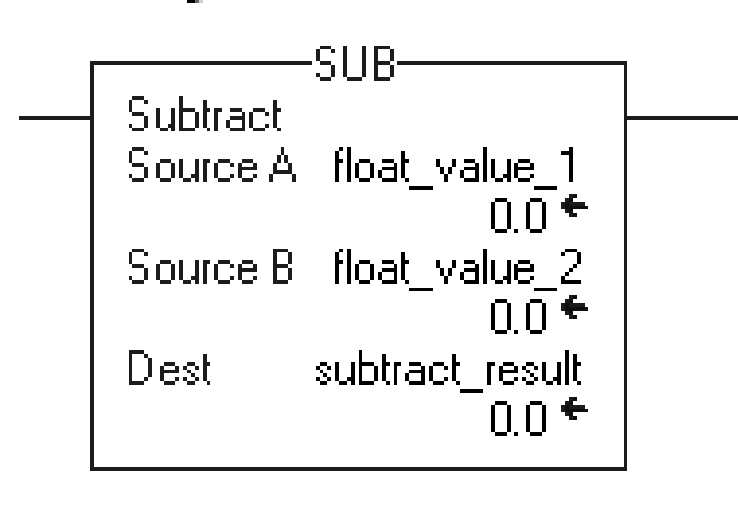 SUB
Subtract
Source A float_value_1
0.0 ←
Source B float_value_2
0.0 ←
Dest subtract_result
0.0 ←